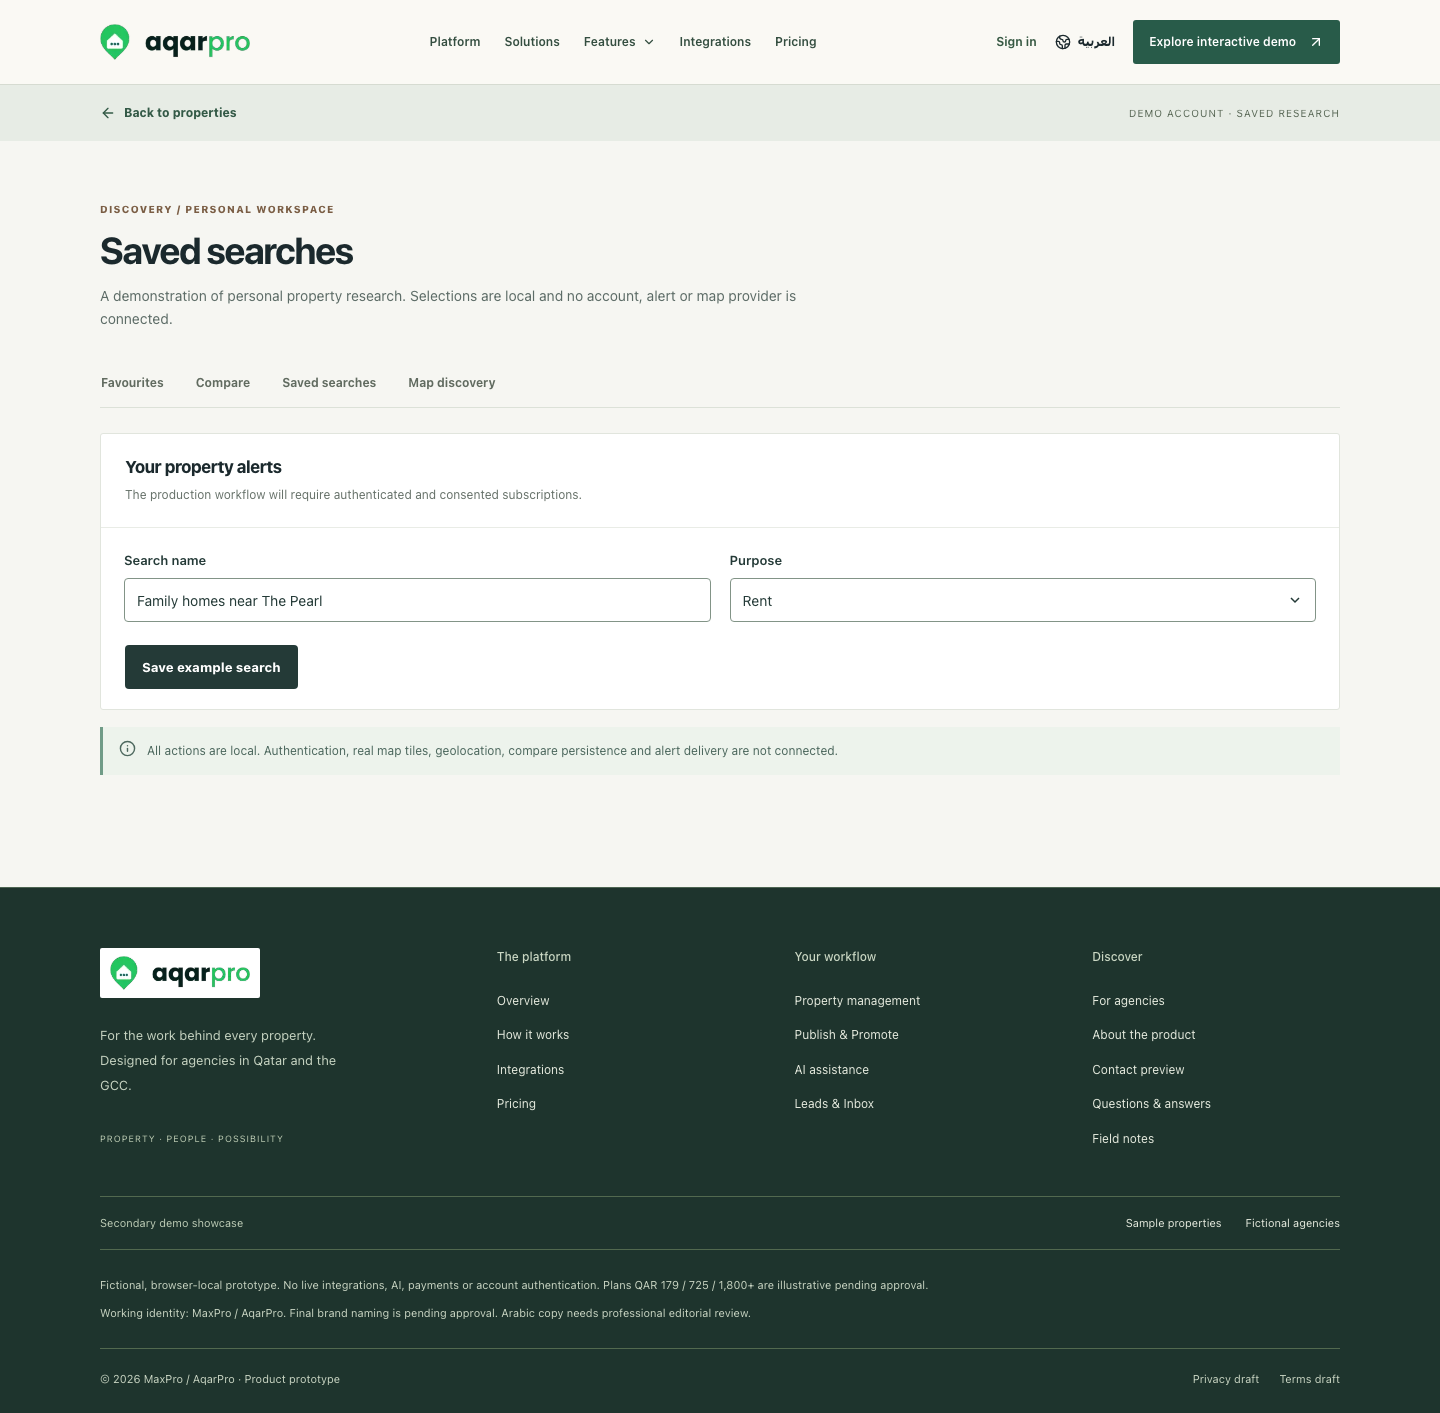 aqarpro
Platform
Solutions
Features
Integrations
Pricing
Sign in
العربية
Explore interactive demo
Back to properties
DEMO ACCOUNT · SAVED RESEARCH
DISCOVERY / PERSONAL WORKSPACE
Saved searches
A demonstration of personal property research. Selections are local and no account, alert or map provider is
connected.
Favourites
Compare
Saved searches
Map discovery
Your property alerts
The production workflow will require authenticated and consented subscriptions.
Search name
Family homes near The Pearl
Purpose
Rent
Save example search
All actions are local. Authentication, real map tiles, geolocation, compare persistence and alert delivery are not connected.
aqarpro
For the work behind every property.
Designed for agencies in Qatar and the
GCC.
PROPERTY · PEOPLE · POSSIBILITY
The platform
Overview
How it works
Integrations
Pricing
Your workflow
Property management
Publish & Promote
AI assistance
Leads & Inbox
Discover
For agencies
About the product
Contact preview
Questions & answers
Field notes
Secondary demo showcase
Sample properties
Fictional agencies
Fictional, browser-local prototype. No live integrations, AI, payments or account authentication. Plans QAR 179 / 725 / 1,800+ are illustrative pending approval.
Working identity: MaxPro / AqarPro. Final brand naming is pending approval. Arabic copy needs professional editorial review.
© 2026 MaxPro / AqarPro · Product prototype
Privacy draft
Terms draft